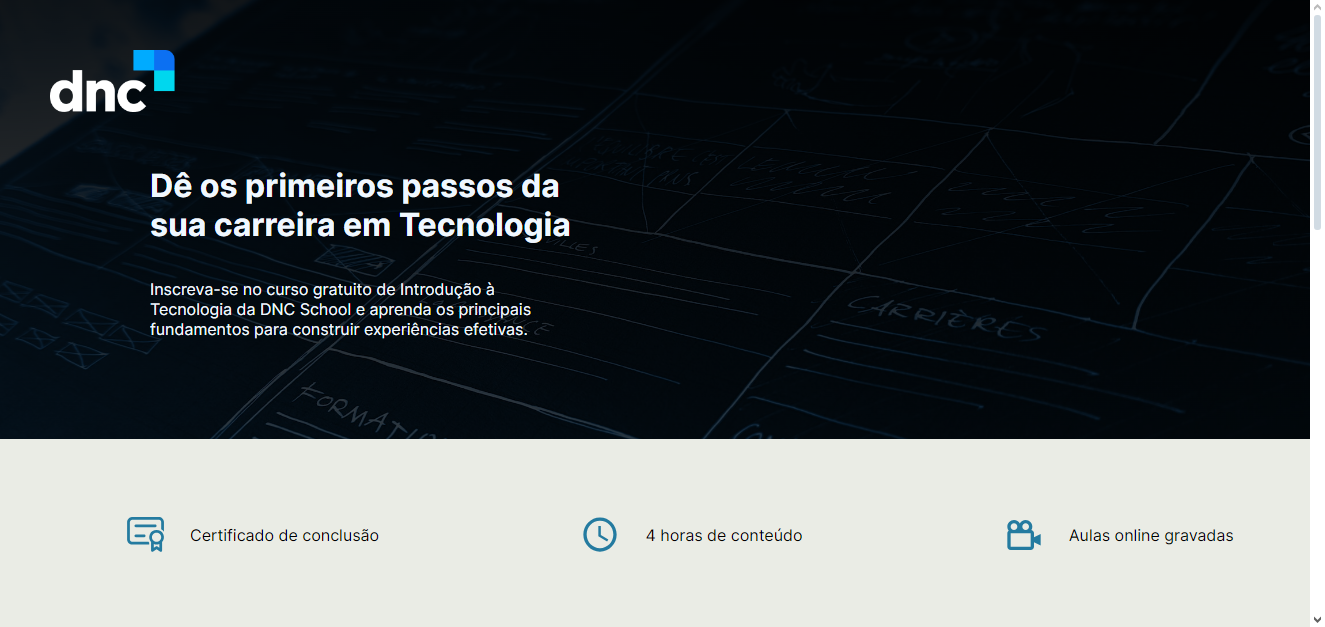 dnc
Dê os primeiros passos da
sua carreira em Tecnologia
Inscreva-se no curso gratuito de Introdução à
Tecnologia da DNC School e aprenda os principais
fundamentos para construir experiências efetivas.
CARRIÈRES
Certificado de conclusão
4 horas de conteúdo
Aulas online gravadas